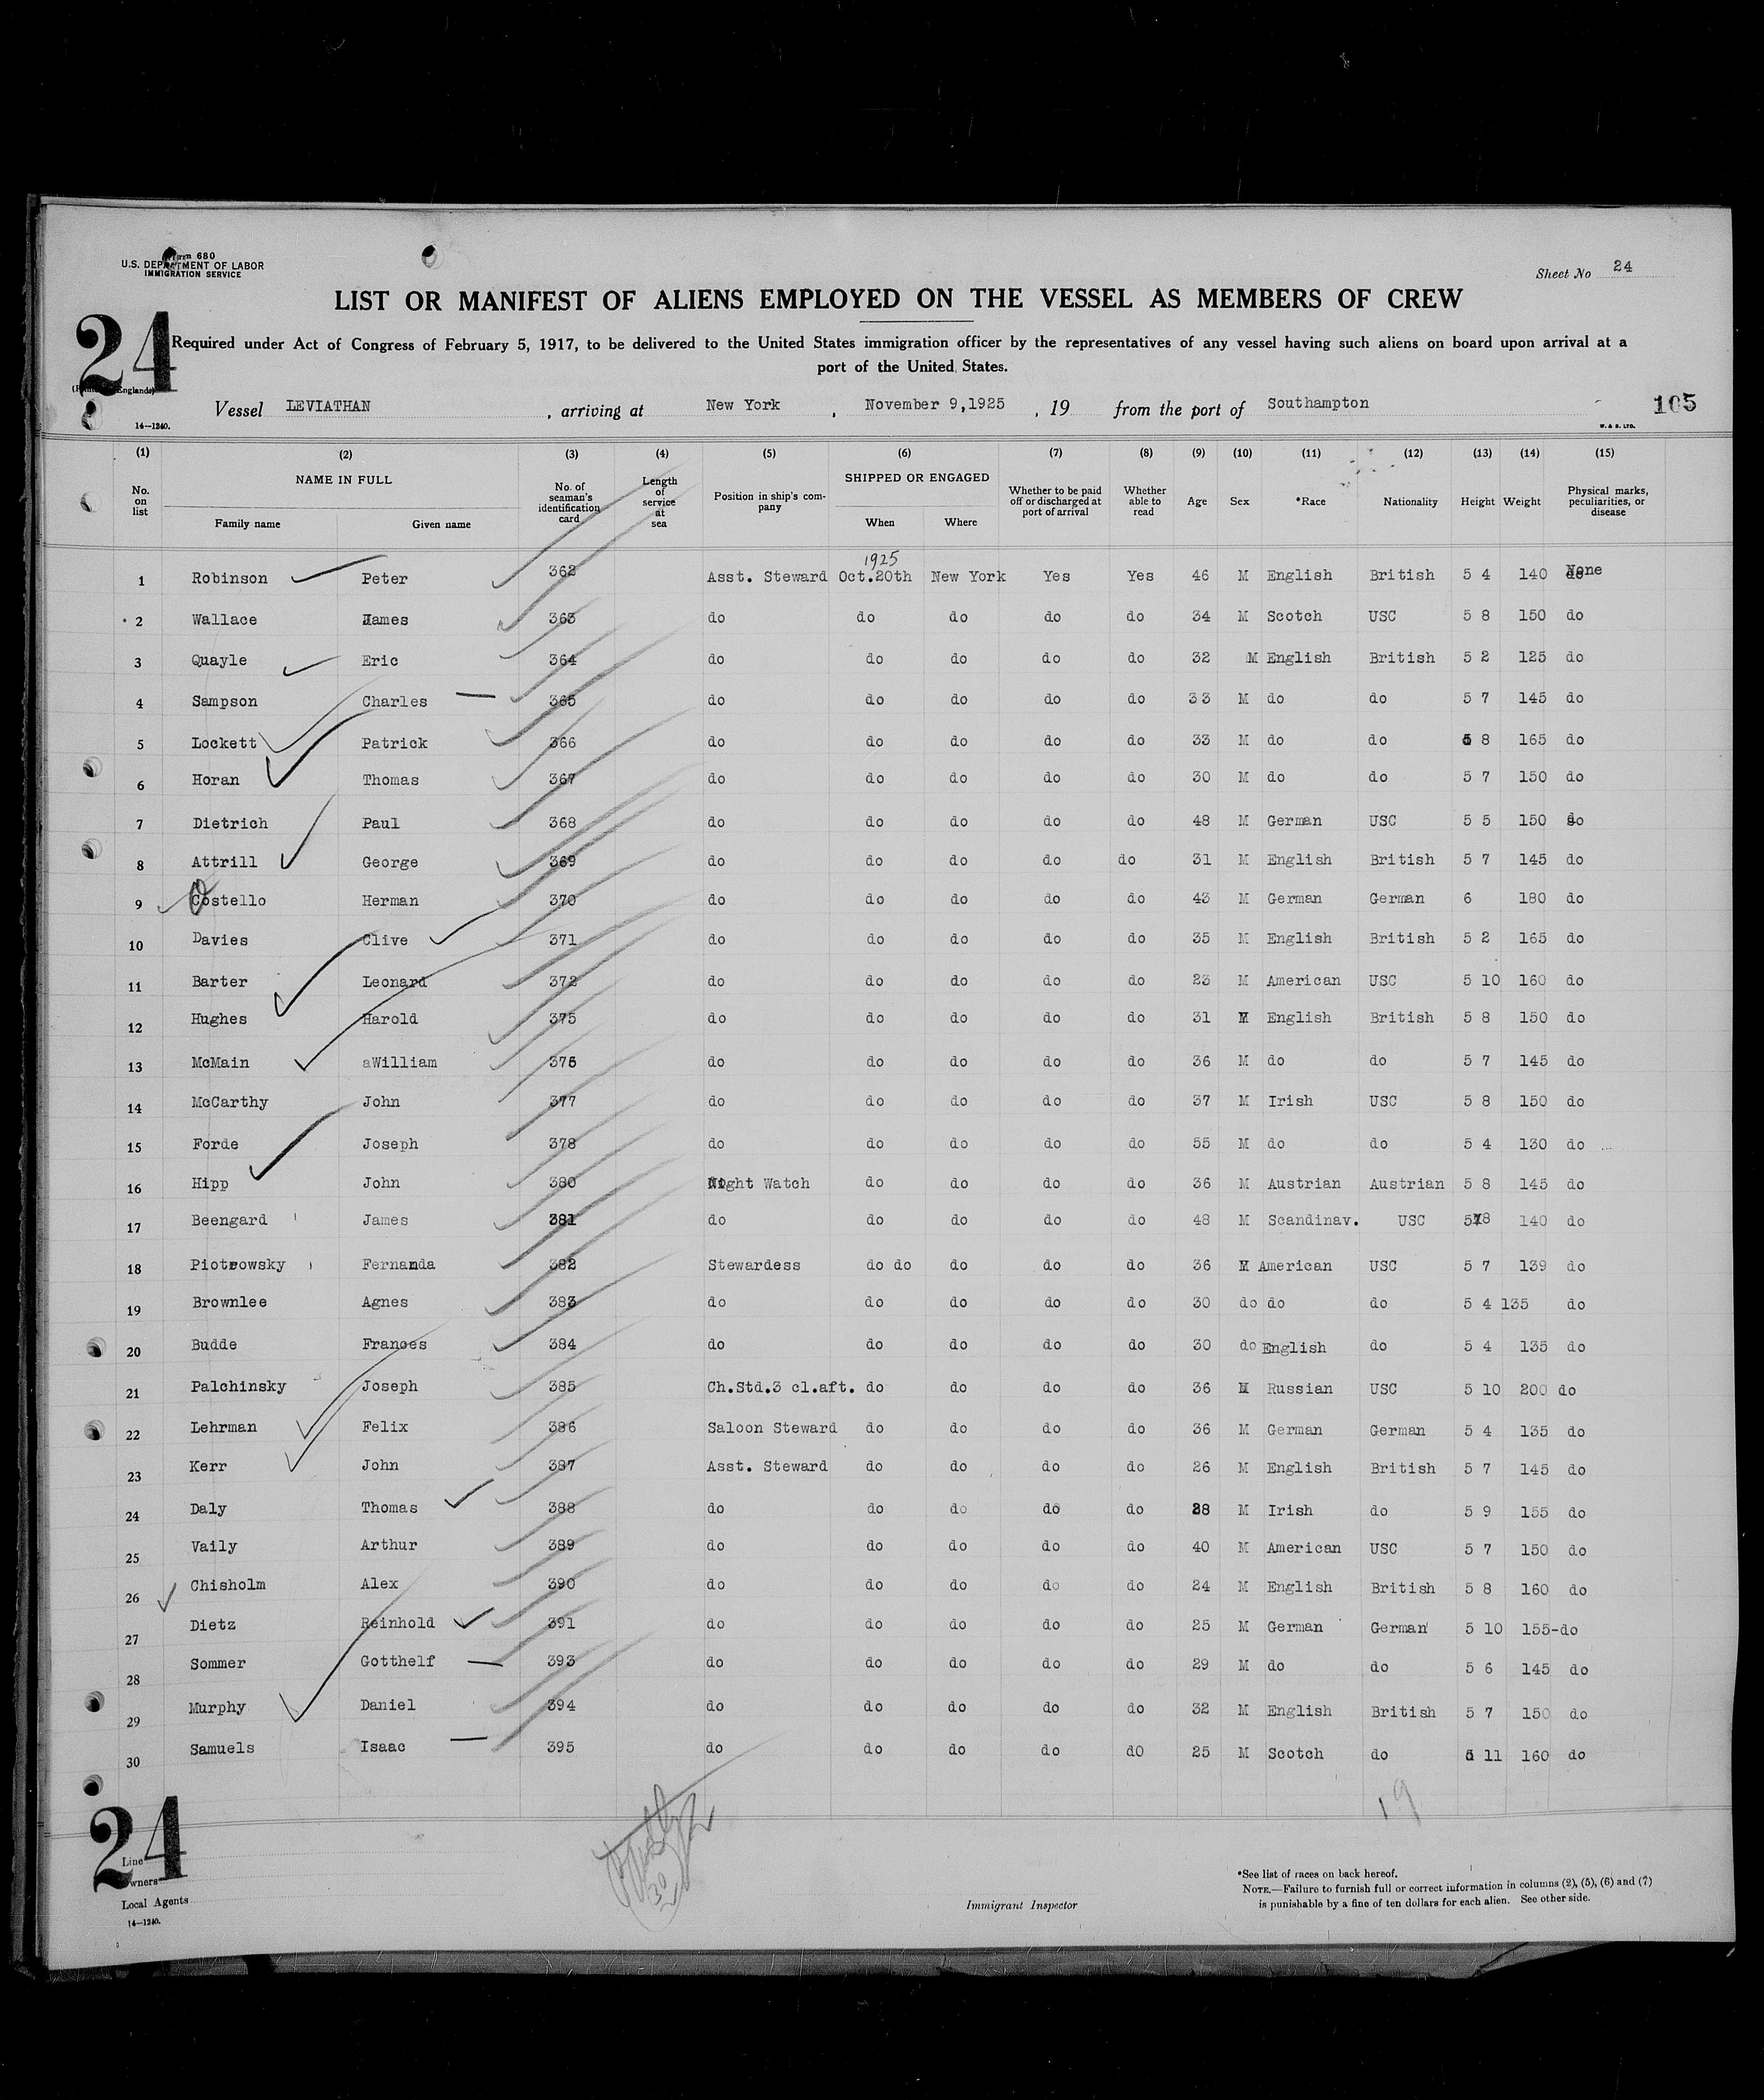 Form 680
U.S. DEPARTMENT OF LABOR
IMMIGRATION SERVICE
Sheet No 24
LIST OR MANIFEST OF ALIENS EMPLOYED ON THE VESSEL AS MEMBERS OF CREW
24
Required under Act of Congress of February 5, 1917, to be delivered to the United States immigration officer by the representatives of any vessel having such aliens on board upon arrival at a
port of the United States.
Englands)
Vessel LEVIATHAN , arriving at New York , November 9,1925 , 19 from the port of Southampton 105
14—1240. W. & S. LTD.
(1) (2) (3) (4) (5) (6) (7) (8) (9) (10) (11) (12) (13) (14) (15)
No. on list NAME IN FULL Family name Given name No. of seaman's identification card Length of service at sea Position in ship's company SHIPPED OR ENGAGED When Where Whether to be paid off or discharged at port of arrival Whether able to read Age Sex *Race Nationality Height Weight Physical marks, peculiarities, or disease
1925
1 Robinson Peter 362 Asst. Steward Oct.20th New York Yes Yes 46 M English British 5 4 140 None
2 Wallace James 363 do do do do do 34 M Scotch USC 5 8 150 do
3 Quayle Eric 364 do do do do do 32 M English British 5 2 125 do
4 Sampson Charles 365 do do do do do 33 M do do 5 7 145 do
5 Lockett Patrick 366 do do do do do 33 M do do 5 8 165 do
6 Horan Thomas 367 do do do do do 30 M do do 5 7 150 do
7 Dietrich Paul 368 do do do do do 48 M German USC 5 5 150 do
8 Attrill George 369 do do do do do 31 M English British 5 7 145 do
9 Costello Herman 370 do do do do do 43 M German German 6 180 do
10 Davies Clive 371 do do do do do 35 M English British 5 2 165 do
11 Barter Leonard 372 do do do do do 23 M American USC 5 10 160 do
12 Hughes Harold 375 do do do do do 31 M English British 5 8 150 do
13 McMain aWilliam 376 do do do do do 36 M do do 5 7 145 do
14 McCarthy John 377 do do do do do 37 M Irish USC 5 8 150 do
15 Forde Joseph 378 do do do do do 55 M do do 5 4 130 do
16 Hipp John 380 Night Watch do do do do 36 M Austrian Austrian 5 8 145 do
17 Beengard James 381 do do do do do 48 M Scandinav. USC 5 8 140 do
18 Piotrowsky Fernanda 382 Stewardess do do do do do 36 M American USC 5 7 139 do
19 Brownlee Agnes 383 do do do do do 30 do do do 5 4 135 do
20 Budde Frances 384 do do do do do 30 do English do 5 4 135 do
21 Palchinsky Joseph 385 Ch.Std.3 cl.aft. do do do do 36 M Russian USC 5 10 200 do
22 Lehrman Felix 386 Saloon Steward do do do do 36 M German German 5 4 135 do
23 Kerr John 387 Asst. Steward do do do do 26 M English British 5 7 145 do
24 Daly Thomas 388 do do do do do 28 M Irish do 5 9 155 do
25 Vaily Arthur 389 do do do do do 40 M American USC 5 7 150 do
26 Chisholm Alex 390 do do do do do 24 M English British 5 8 160 do
27 Dietz Reinhold 391 do do do do do 25 M German German 5 10 155-do
28 Sommer Gotthelf 393 do do do do do 29 M do do 5 6 145 do
29 Murphy Daniel 394 do do do do do 32 M English British 5 7 150 do
30 Samuels Isaac 395 do do do do dO 25 M Scotch do 5 11 160 do
19
24
Line
Owners
Local Agents
14—1240.
Immigrant Inspector
*See list of races on back hereof.
NOTE.—Failure to furnish full or correct information in columns (2), (5), (6) and (7)
is punishable by a fine of ten dollars for each alien. See other side.